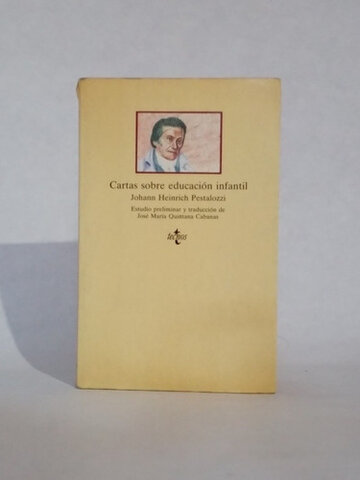 Cartas sobre educación infantil
Johann Heinrich Pestalozzi
Estudio preliminar y traducción de
José María Quintana Cabanas
tecnos